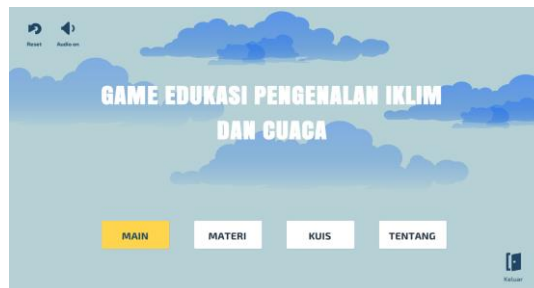 Reset
Audio on
GAME EDUKASI PENGENALAN IKLIM
DAN CUACA
MAIN
MATERI
KUIS
TENTANG
Keluar